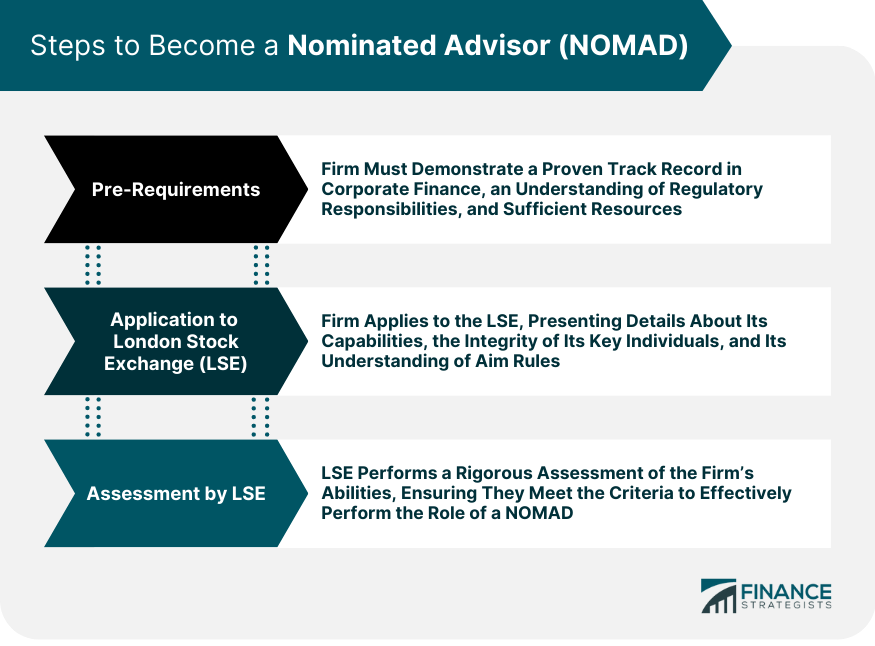 Steps to Become a Nominated Advisor (NOMAD)
Pre-Requirements
Firm Must Demonstrate a Proven Track Record in
Corporate Finance, an Understanding of Regulatory
Responsibilities, and Sufficient Resources
Application to
London Stock
Exchange (LSE)
Firm Applies to the LSE, Presenting Details About Its
Capabilities, the Integrity of Its Key Individuals, and Its
Understanding of Aim Rules
Assessment by LSE
LSE Performs a Rigorous Assessment of the Firm’s
Abilities, Ensuring They Meet the Criteria to Effectively
Perform the Role of a NOMAD
FINANCE
STRATEGISTS